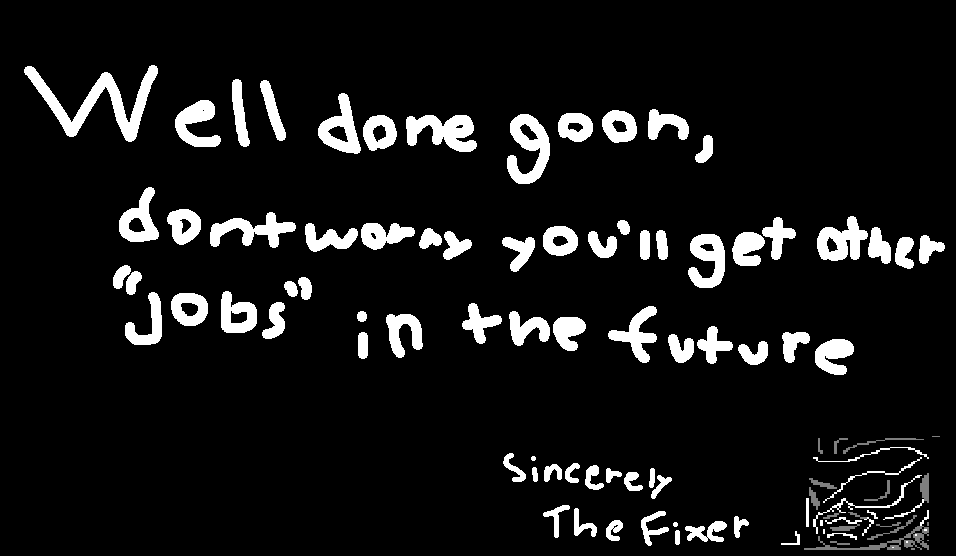 Well done goon,
dont worry you'll get other
"jobs" in the future
Sincerely
The Fixer